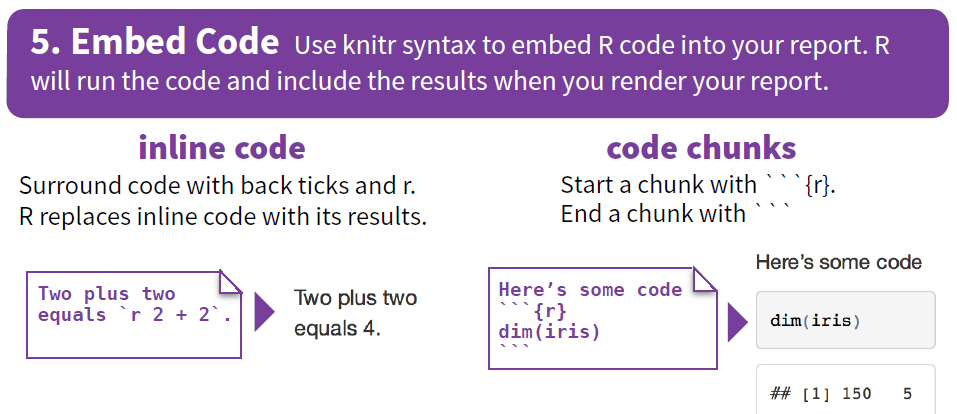 5. Embed Code Use knitr syntax to embed R code into your report. R
will run the code and include the results when you render your report.
inline code
Surround code with back ticks and r.
R replaces inline code with its results.
Two plus two
equals `r 2 + 2`.
Two plus two
equals 4.
code chunks
Start a chunk with ```{r}.
End a chunk with ```
Here’s some code
```{r}
dim(iris)
```
Here’s some code
dim(iris)
## [1] 150   5